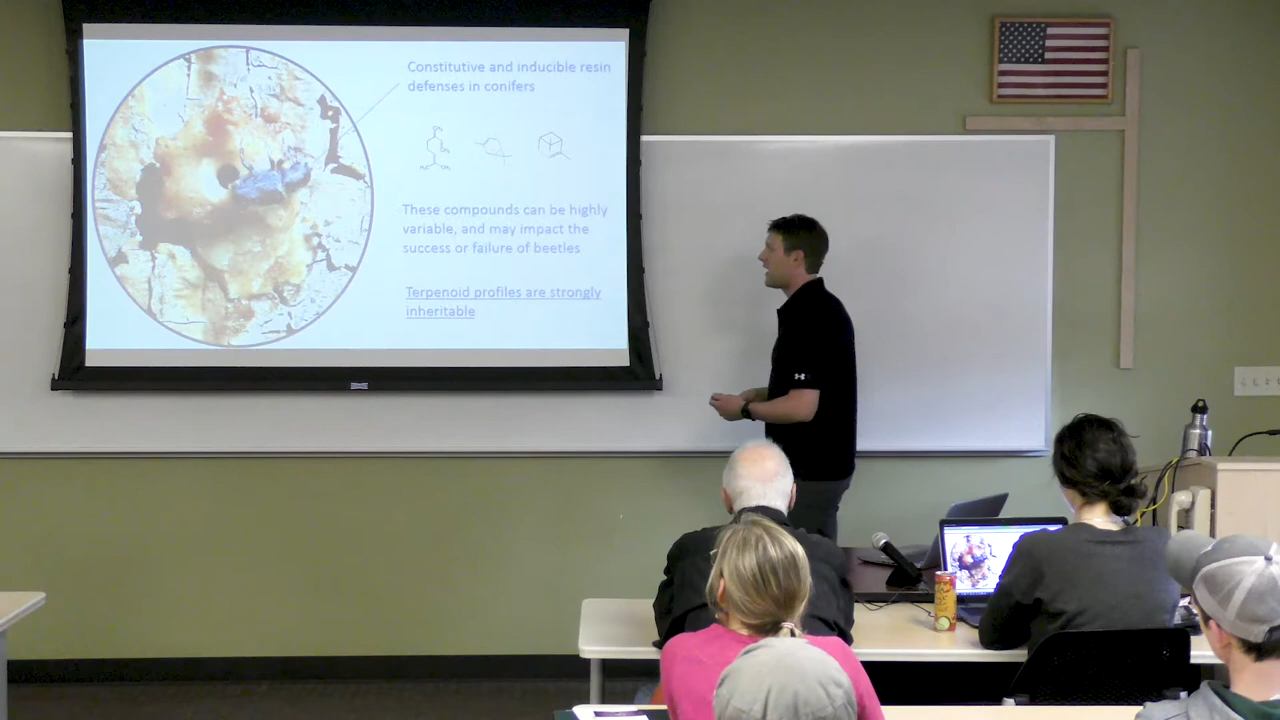 Constitutive and inducible resin
defenses in conifers
These compounds can be highly
variable, and may impact the
success or failure of beetles
Terpenoid profiles are strongly
inheritable